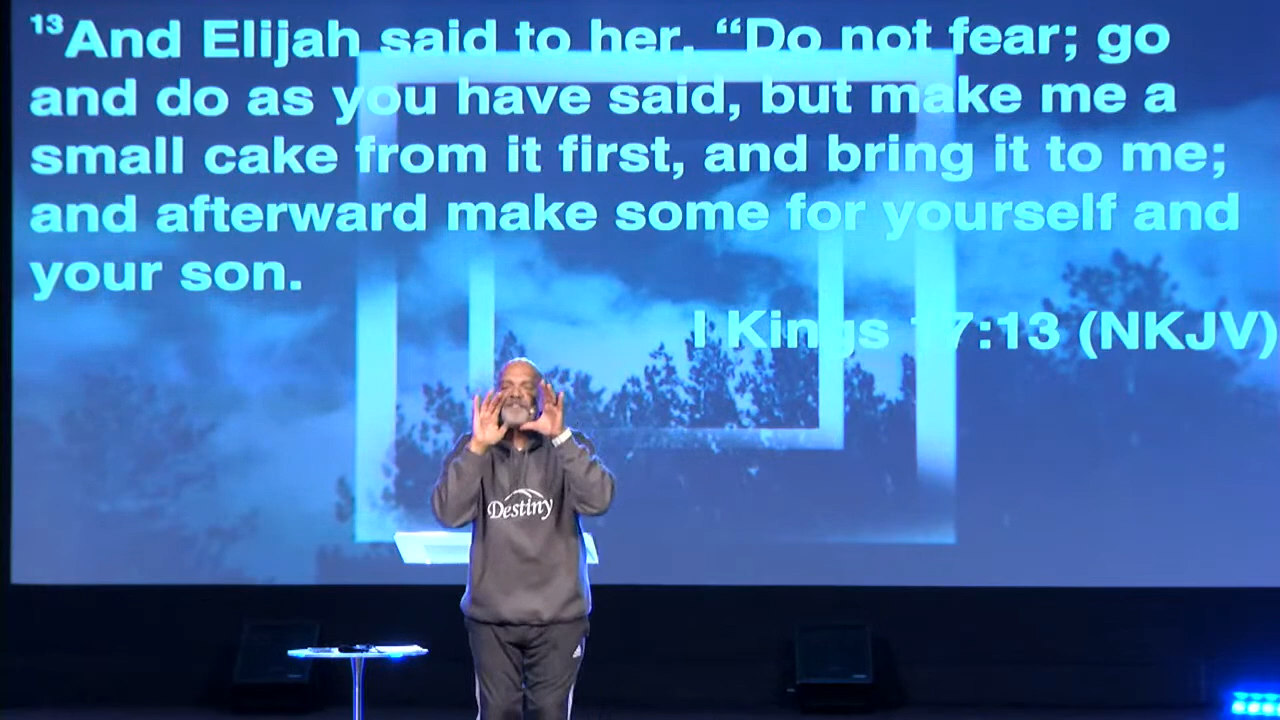 13And Elijah said to her, “Do not fear; go
and do as you have said, but make me a
small cake from it first, and bring it to me;
and afterward make some for yourself and
your son.
I Kings 17:13 (NKJV)
Destiny